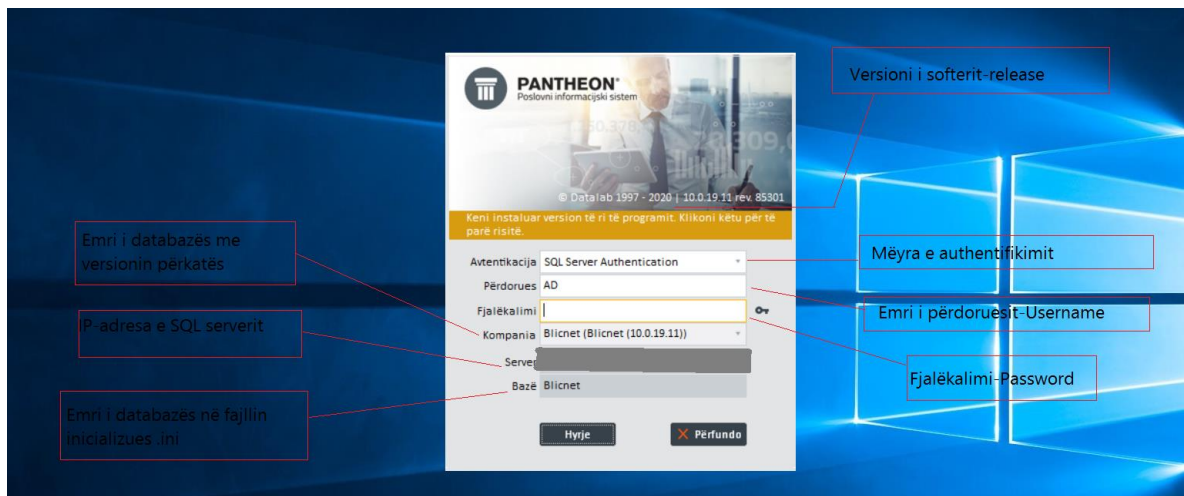 PANTHEON®
Poslovni informacijski sistem
© Datalab 1997 - 2020 | 10.0.19.11 rev. 85301
Keni instaluar version të ri të programit. Klikoni këtu për të
parë risitë.
Avtentikacija SQL Server Authentication
Përdorues AD
Fjalëkalimi
Kompania Blicnet (Blicnet (10.0.19.11))
Server
Bazë Blicnet
Hyrje
Përfundo
Emri i databazës me
versionin përkatës
IP-adresa e SQL serverit
Emri i databazës në fajllin
inicializues .ini
Versioni i softerit-release
Mëyra e authentifikimit
Emri i përdoruesit-Username
Fjalëkalimi-Password